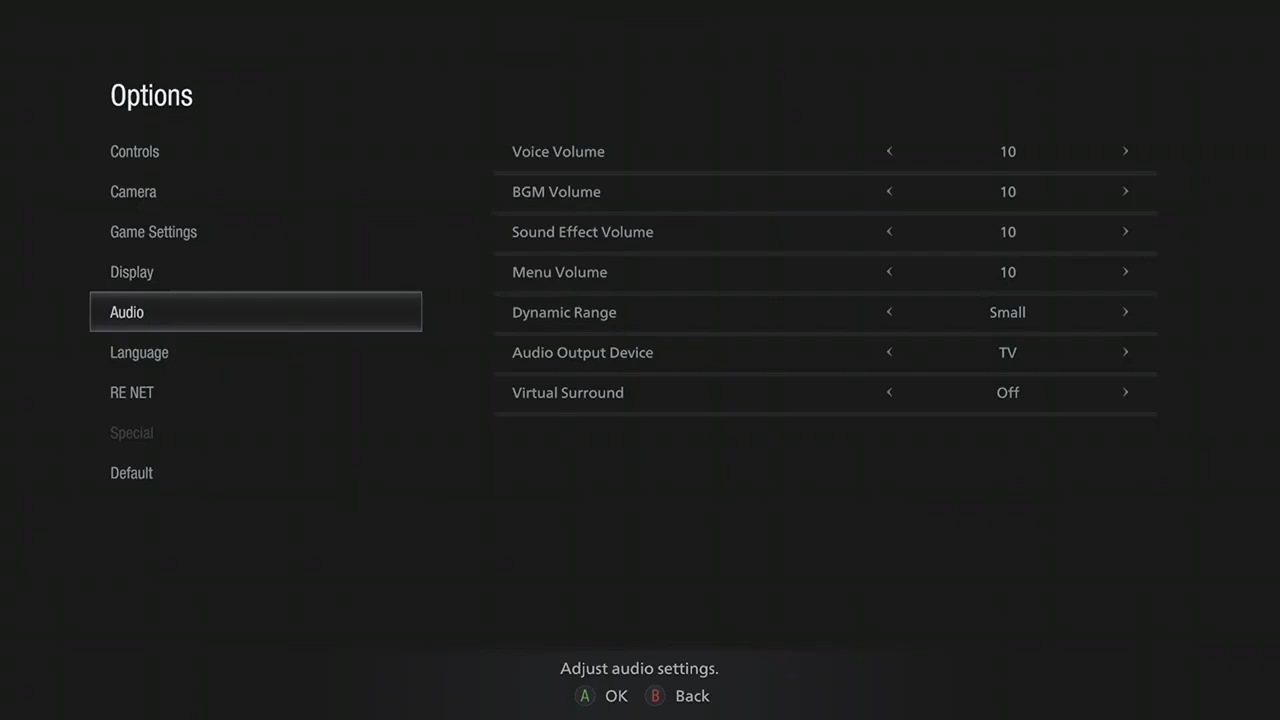 Options
Controls
Camera
Game Settings
Display
Audio
Language
RE NET
Special
Default
Voice Volume < 10 >
BGM Volume < 10 >
Sound Effect Volume < 10 >
Menu Volume < 10 >
Dynamic Range < Small >
Audio Output Device < TV >
Virtual Surround < Off >
Adjust audio settings.
A OK B Back